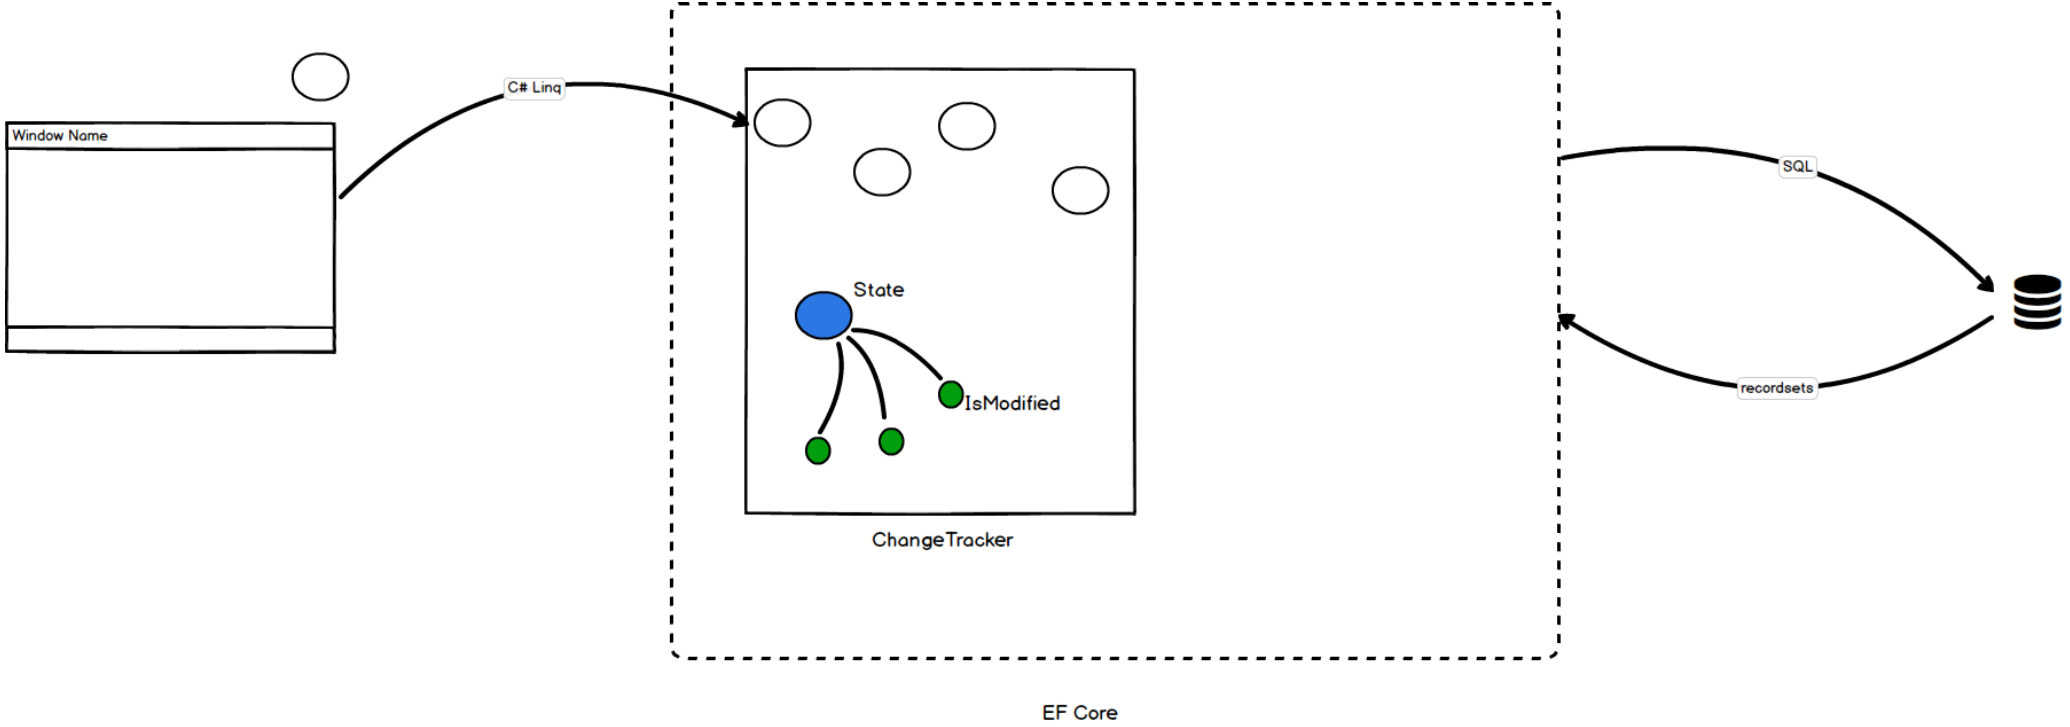 Window Name
C# Linq
SQL
State
IsModified
recordsets
ChangeTracker
EF Core